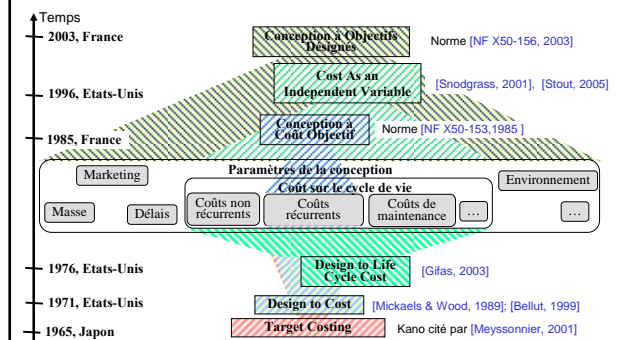 Temps
2003, France
Conception à Objectifs
Désignés
Norme [NF X50-156, 2003]
1996, Etats-Unis
Cost As an
Independent Variable
[Snodgrass, 2001], [Stout, 2005]
1985, France
Conception à
Coût Objectif
Norme [NF X50-153,1985 ]
Paramètres de la conception
Marketing
Environnement
Coût sur le cycle de vie
Masse
Délais
Coûts non
récurrents
Coûts
récurrents
Coûts de
maintenance
...
...
1976, Etats-Unis
Design to Life
Cycle Cost
[Gifas, 2003]
1971, Etats-Unis
Design to Cost
[Mickaels & Wood, 1989]; [Bellut, 1999]
1965, Japon
Target Costing
Kano cité par [Meyssonnier, 2001]